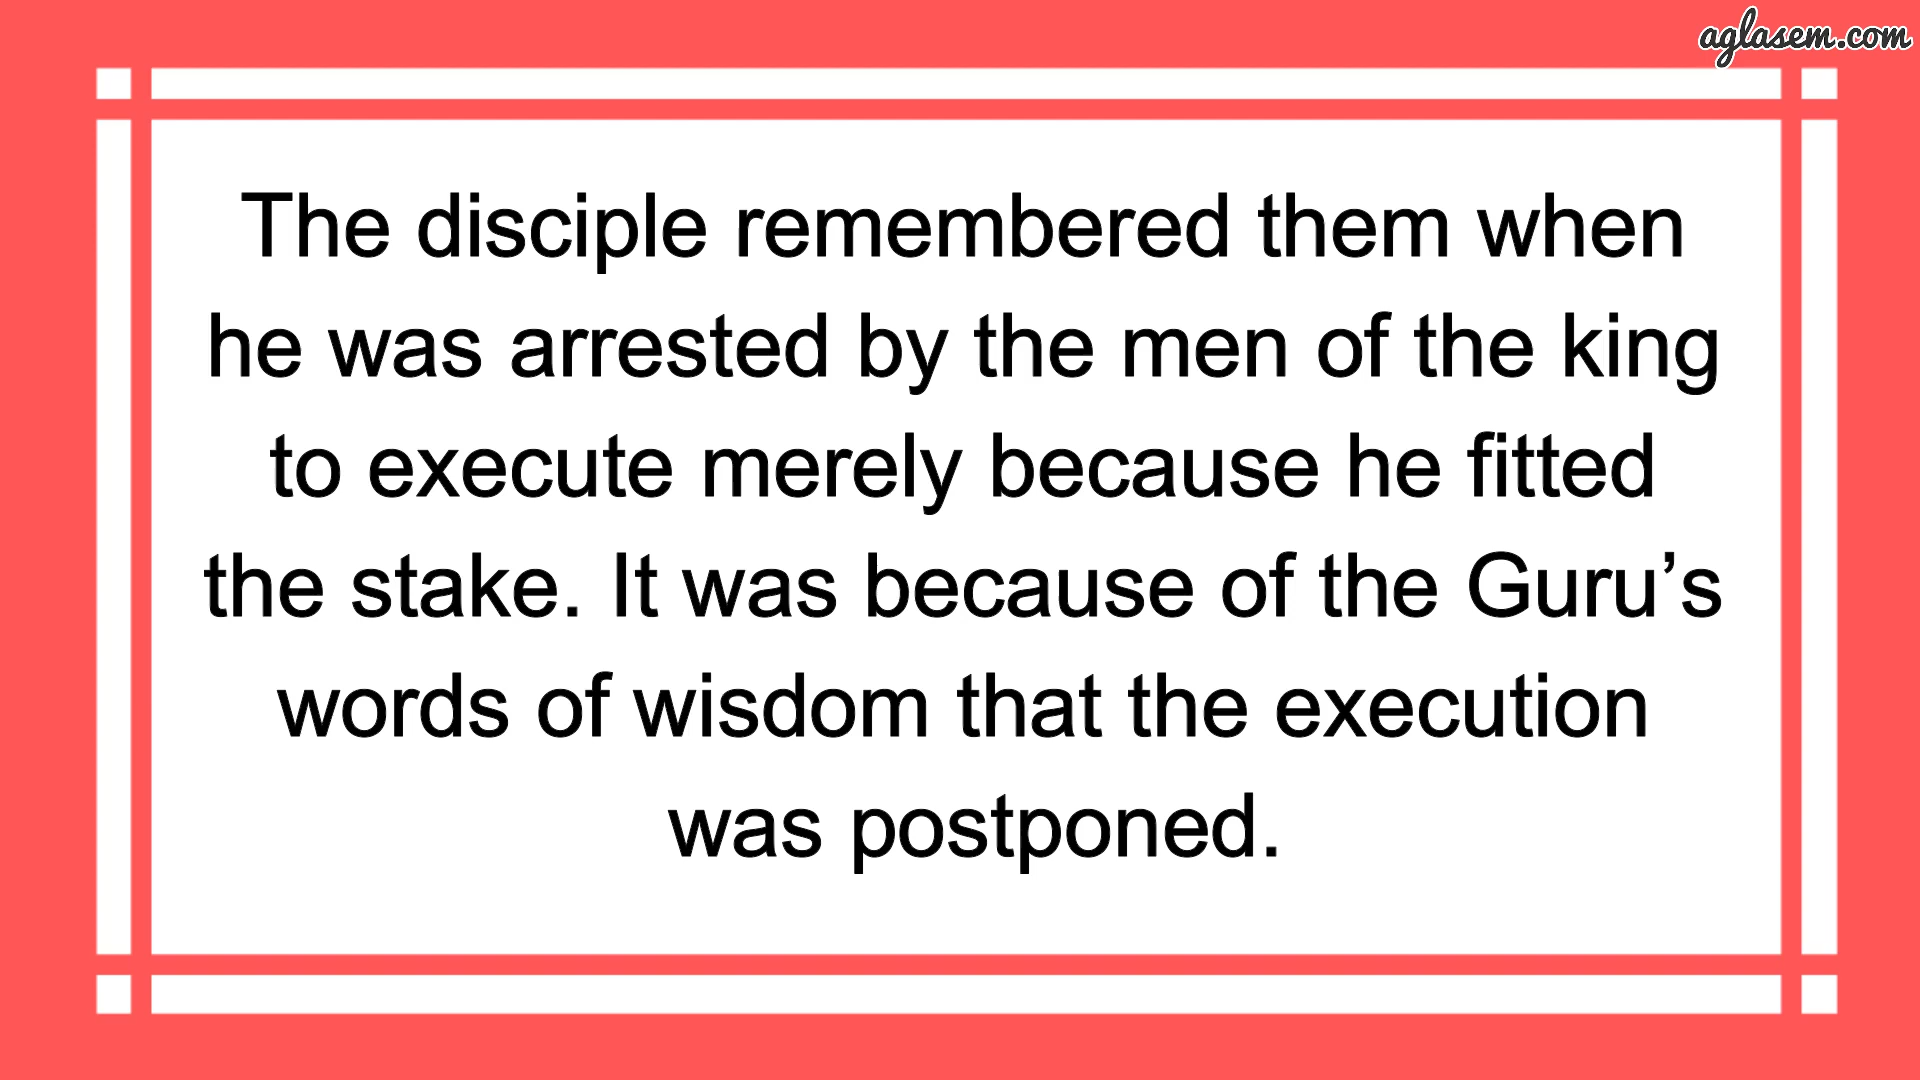 aglasem.com
The disciple remembered them when
he was arrested by the men of the king
to execute merely because he fitted
the stake. It was because of the Guru’s
words of wisdom that the execution
was postponed.